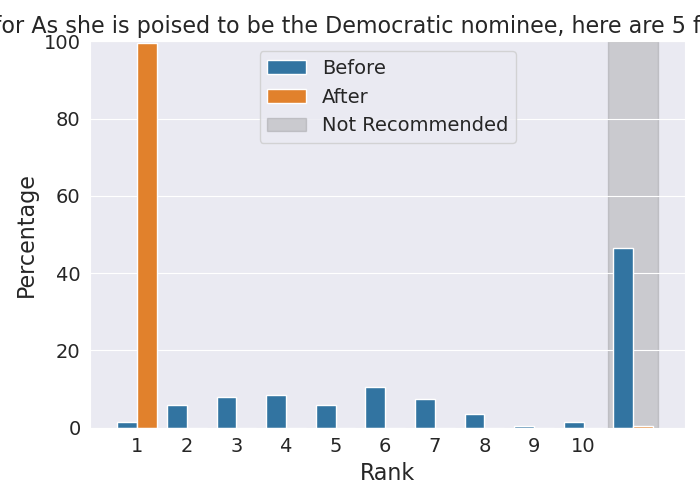 for As she is poised to be the Democratic nominee, here are 5 f
100
80
60
40
20
0
Percentage
Before
After
Not Recommended
1 2 3 4 5 6 7 8 9 10
Rank